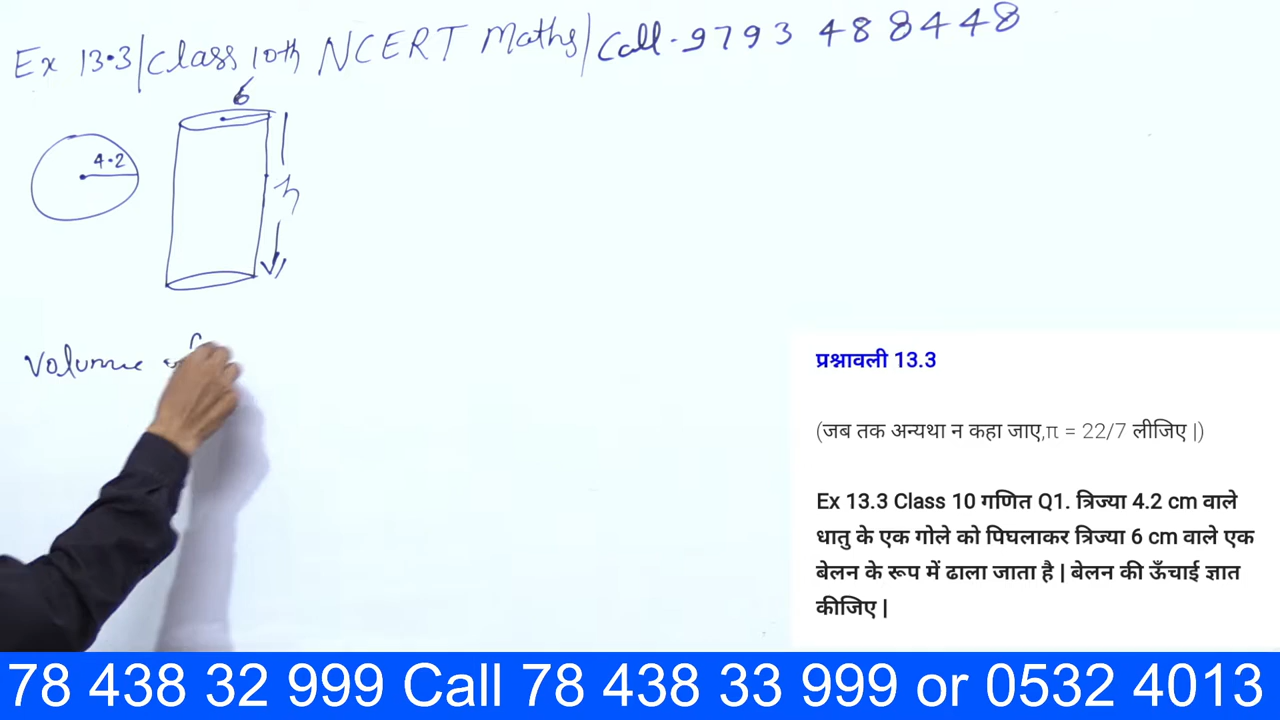 Ex 13.3/Class 10th NCERT Maths/Call-9793 488448
6
4.2
h
Volume of
प्रश्नावली 13.3
(जब तक अन्यथा न कहा जाए,π = 22/7 लीजिए |)
Ex 13.3 Class 10 गणित Q1. त्रिज्या 4.2 cm वाले
धातु के एक गोले को पिघलाकर त्रिज्या 6 cm वाले एक
बेलन के रूप में ढाला जाता है | बेलन की ऊँचाई ज्ञात
कीजिए |
78 438 32 999 Call 78 438 33 999 or 0532 4013